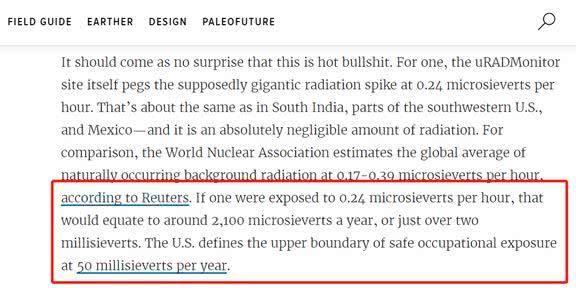 FIELD GUIDE EARTHER DESIGN PALEOFUTURE
It should come as no surprise that this is hot bullshit. For one, the uRADMonitor
site itself pegs the supposedly gigantic radiation spike at 0.24 microsieverts per
hour. That's about the same as in South India, parts of the southwestern U.S.,
and Mexico—and it is an absolutely negligible amount of radiation. For
comparison, the World Nuclear Association estimates the global average of
naturally occurring background radiation at 0.17-0.39 microsieverts per hour,
according to Reuters. If one were exposed to 0.24 microsieverts per hour, that
would equate to around 2,100 microsieverts a year, or just over two
millisieverts. The U.S. defines the upper boundary of safe occupational exposure
at 50 millisieverts per year.